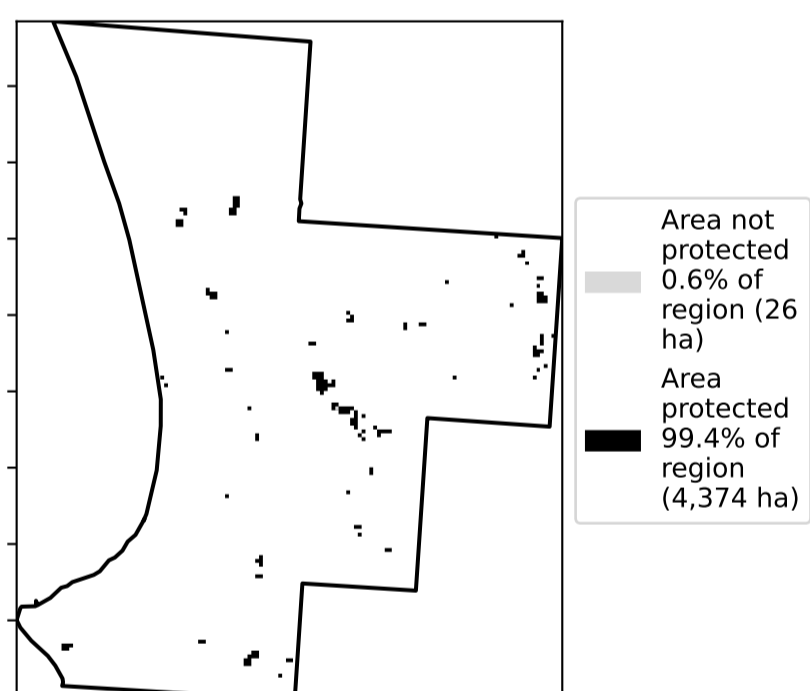 Area not
protected
0.6% of
region (26
ha)
Area
protected
99.4% of
region
(4,374 ha)